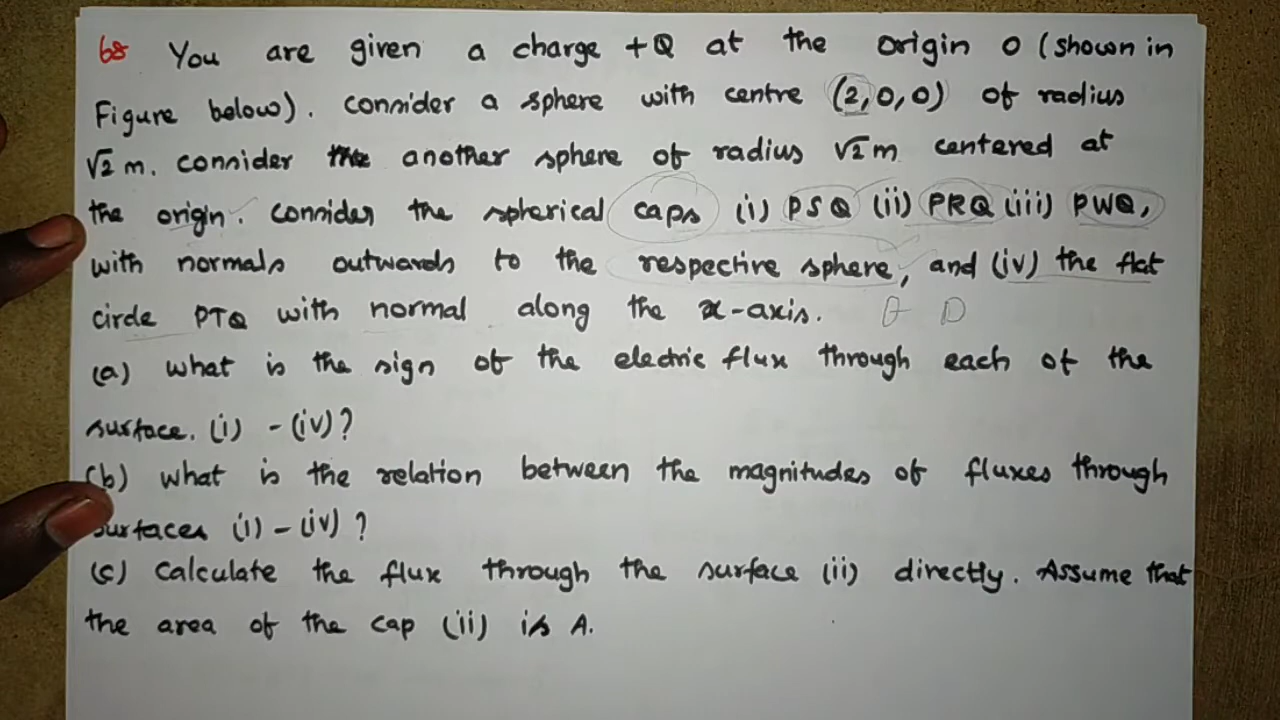 68 You are given a charge +Q at the origin O (shown in
Figure below). consider a sphere with centre (2,0,0) of radius
√2 m. consider the another sphere of radius √2 m centered at
the origin. consider the spherical caps (i) PSQ (ii) PRQ (iii) PWQ,
with normals outwards to the respective sphere, and (iv) the flat
circle PTQ with normal along the x-axis.
(a) what is the sign of the electric flux through each of the
surface. (i) - (iv)?
(b) what is the relation between the magnitudes of fluxes through
surfaces (i) - (iv) ?
(c) calculate the flux through the surface (ii) directly. Assume that
the area of the cap (ii) is A.